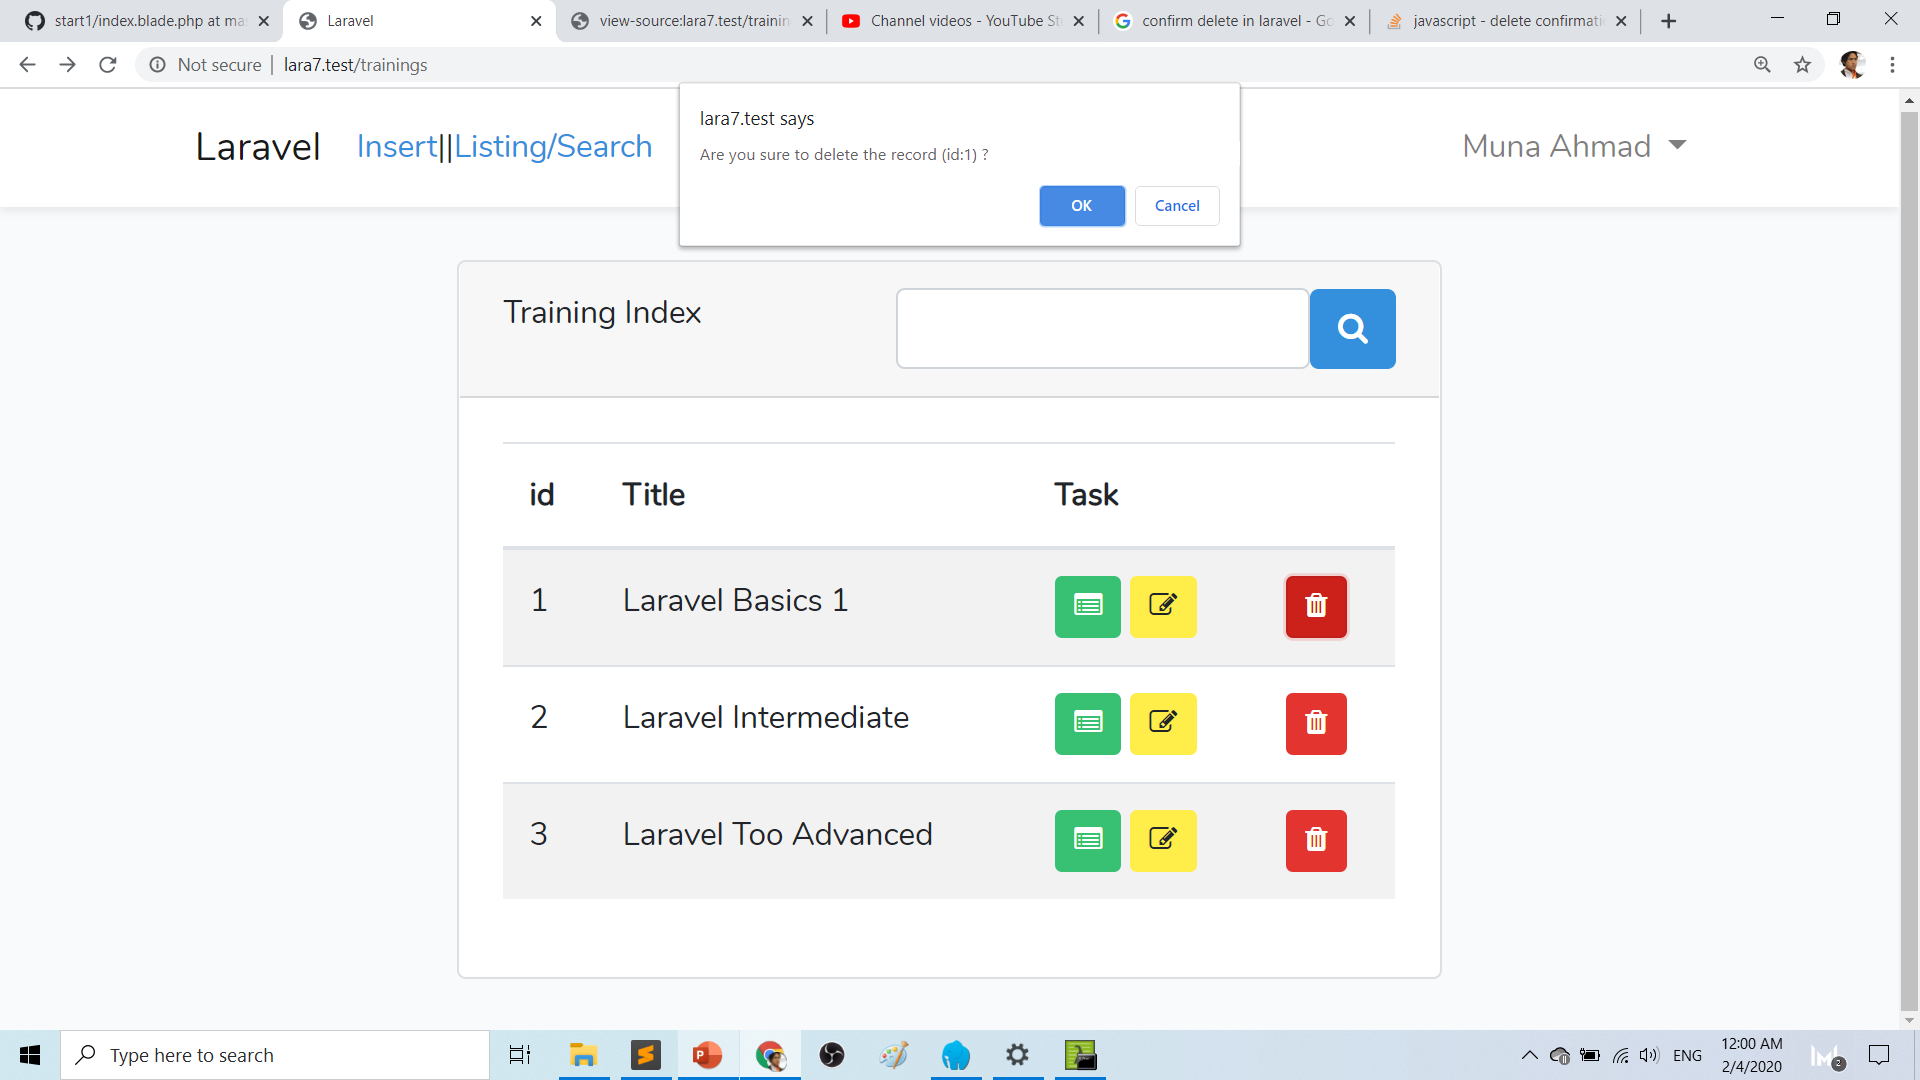 start1/index.blade.php at ma
Laravel
view-source:lara7.test/trainin
Channel videos - YouTube St
confirm delete in laravel - Go
javascript - delete confirmati
Not secure | lara7.test/trainings
lara7.test says
Are you sure to delete the record (id:1) ?
OK
Cancel
Laravel
Insert||Listing/Search
Muna Ahmad
Training Index
id Title Task
1 Laravel Basics 1
2 Laravel Intermediate
3 Laravel Too Advanced
Type here to search
ENG
12:00 AM
2/4/2020
2